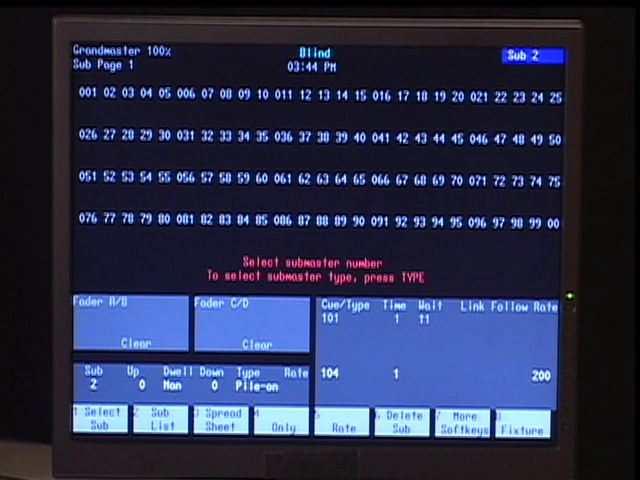 Grandmaster 100%
Blind
Sub 2
Sub Page 1
03:44 PM
001 02 03 04 05 006 07 08 09 10 011 12 13 14 15 016 17 18 19 20 021 22 23 24 25
026 27 28 29 30 031 32 33 34 35 036 37 38 39 40 041 42 43 44 45 046 47 48 49 50
051 52 53 54 55 056 57 58 59 60 061 62 63 64 65 066 67 68 69 70 071 72 73 74 75
076 77 78 79 80 081 82 83 84 85 086 87 88 89 90 091 92 93 94 95 096 97 98 99 00
Select submaster number
To select submaster type, press TYPE
Fader A/B
Clear
Fader C/D
Clear
Cue/Type Time Wait Link Follow Rate
101 1 ↑1
104 1 200
Sub Up Dwell Down Type Rate
2 0 Man 0 Pile-on
1 Select Sub
2 Sub List
3 Spread Sheet
4 Only
5 Rate
6 Delete Sub
7 More Softkeys
8 Fixture